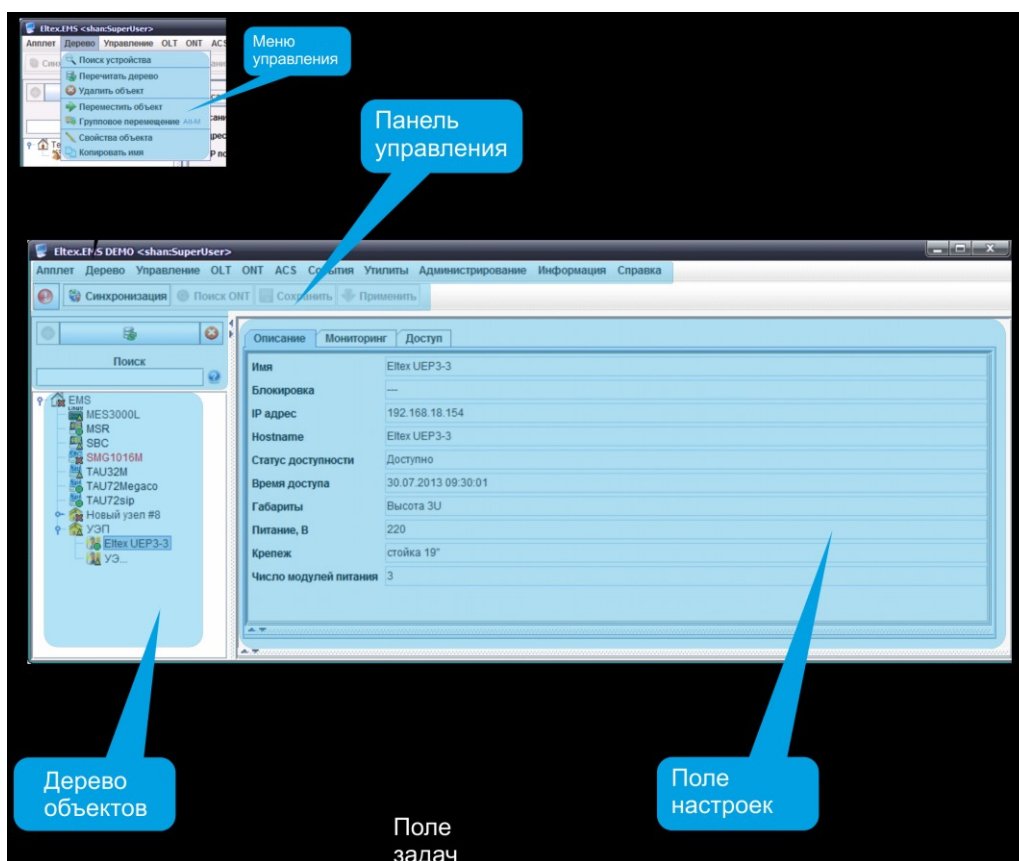 Eltex.EMS <shan:SuperUser>
Апплет Дерево Управление OLT ONT ACS
Поиск устройства
Перечитать дерево
Удалить объект
Переместить объект
Групповое перемещение Alt-M
Свойства объекта
Копировать имя
Меню
управления
Панель
управления
Eltex.EMS DEMO <shan:SuperUser>
Апплет Дерево Управление OLT ONT ACS События Утилиты Администрирование Информация Справка
Синхронизация Поиск ONT Сохранить Применить
Поиск
EMS
MES3000L
MSR
SBC
SMG1016M
TAU32M
TAU72Megaco
TAU72sip
Новый узел #8
УЭП
Eltex UEP3-3
УЭ...
Описание Мониторинг Доступ
Имя Eltex UEP3-3
Блокировка ---
IP адрес 192.168.18.154
Hostname Eltex UEP3-3
Статус доступности Доступно
Время доступа 30.07.2013 09:30:01
Габариты Высота 3U
Питание, В 220
Крепеж стойка 19"
Число модулей питания 3
Дерево
объектов
Поле
настроек
Поле
задач